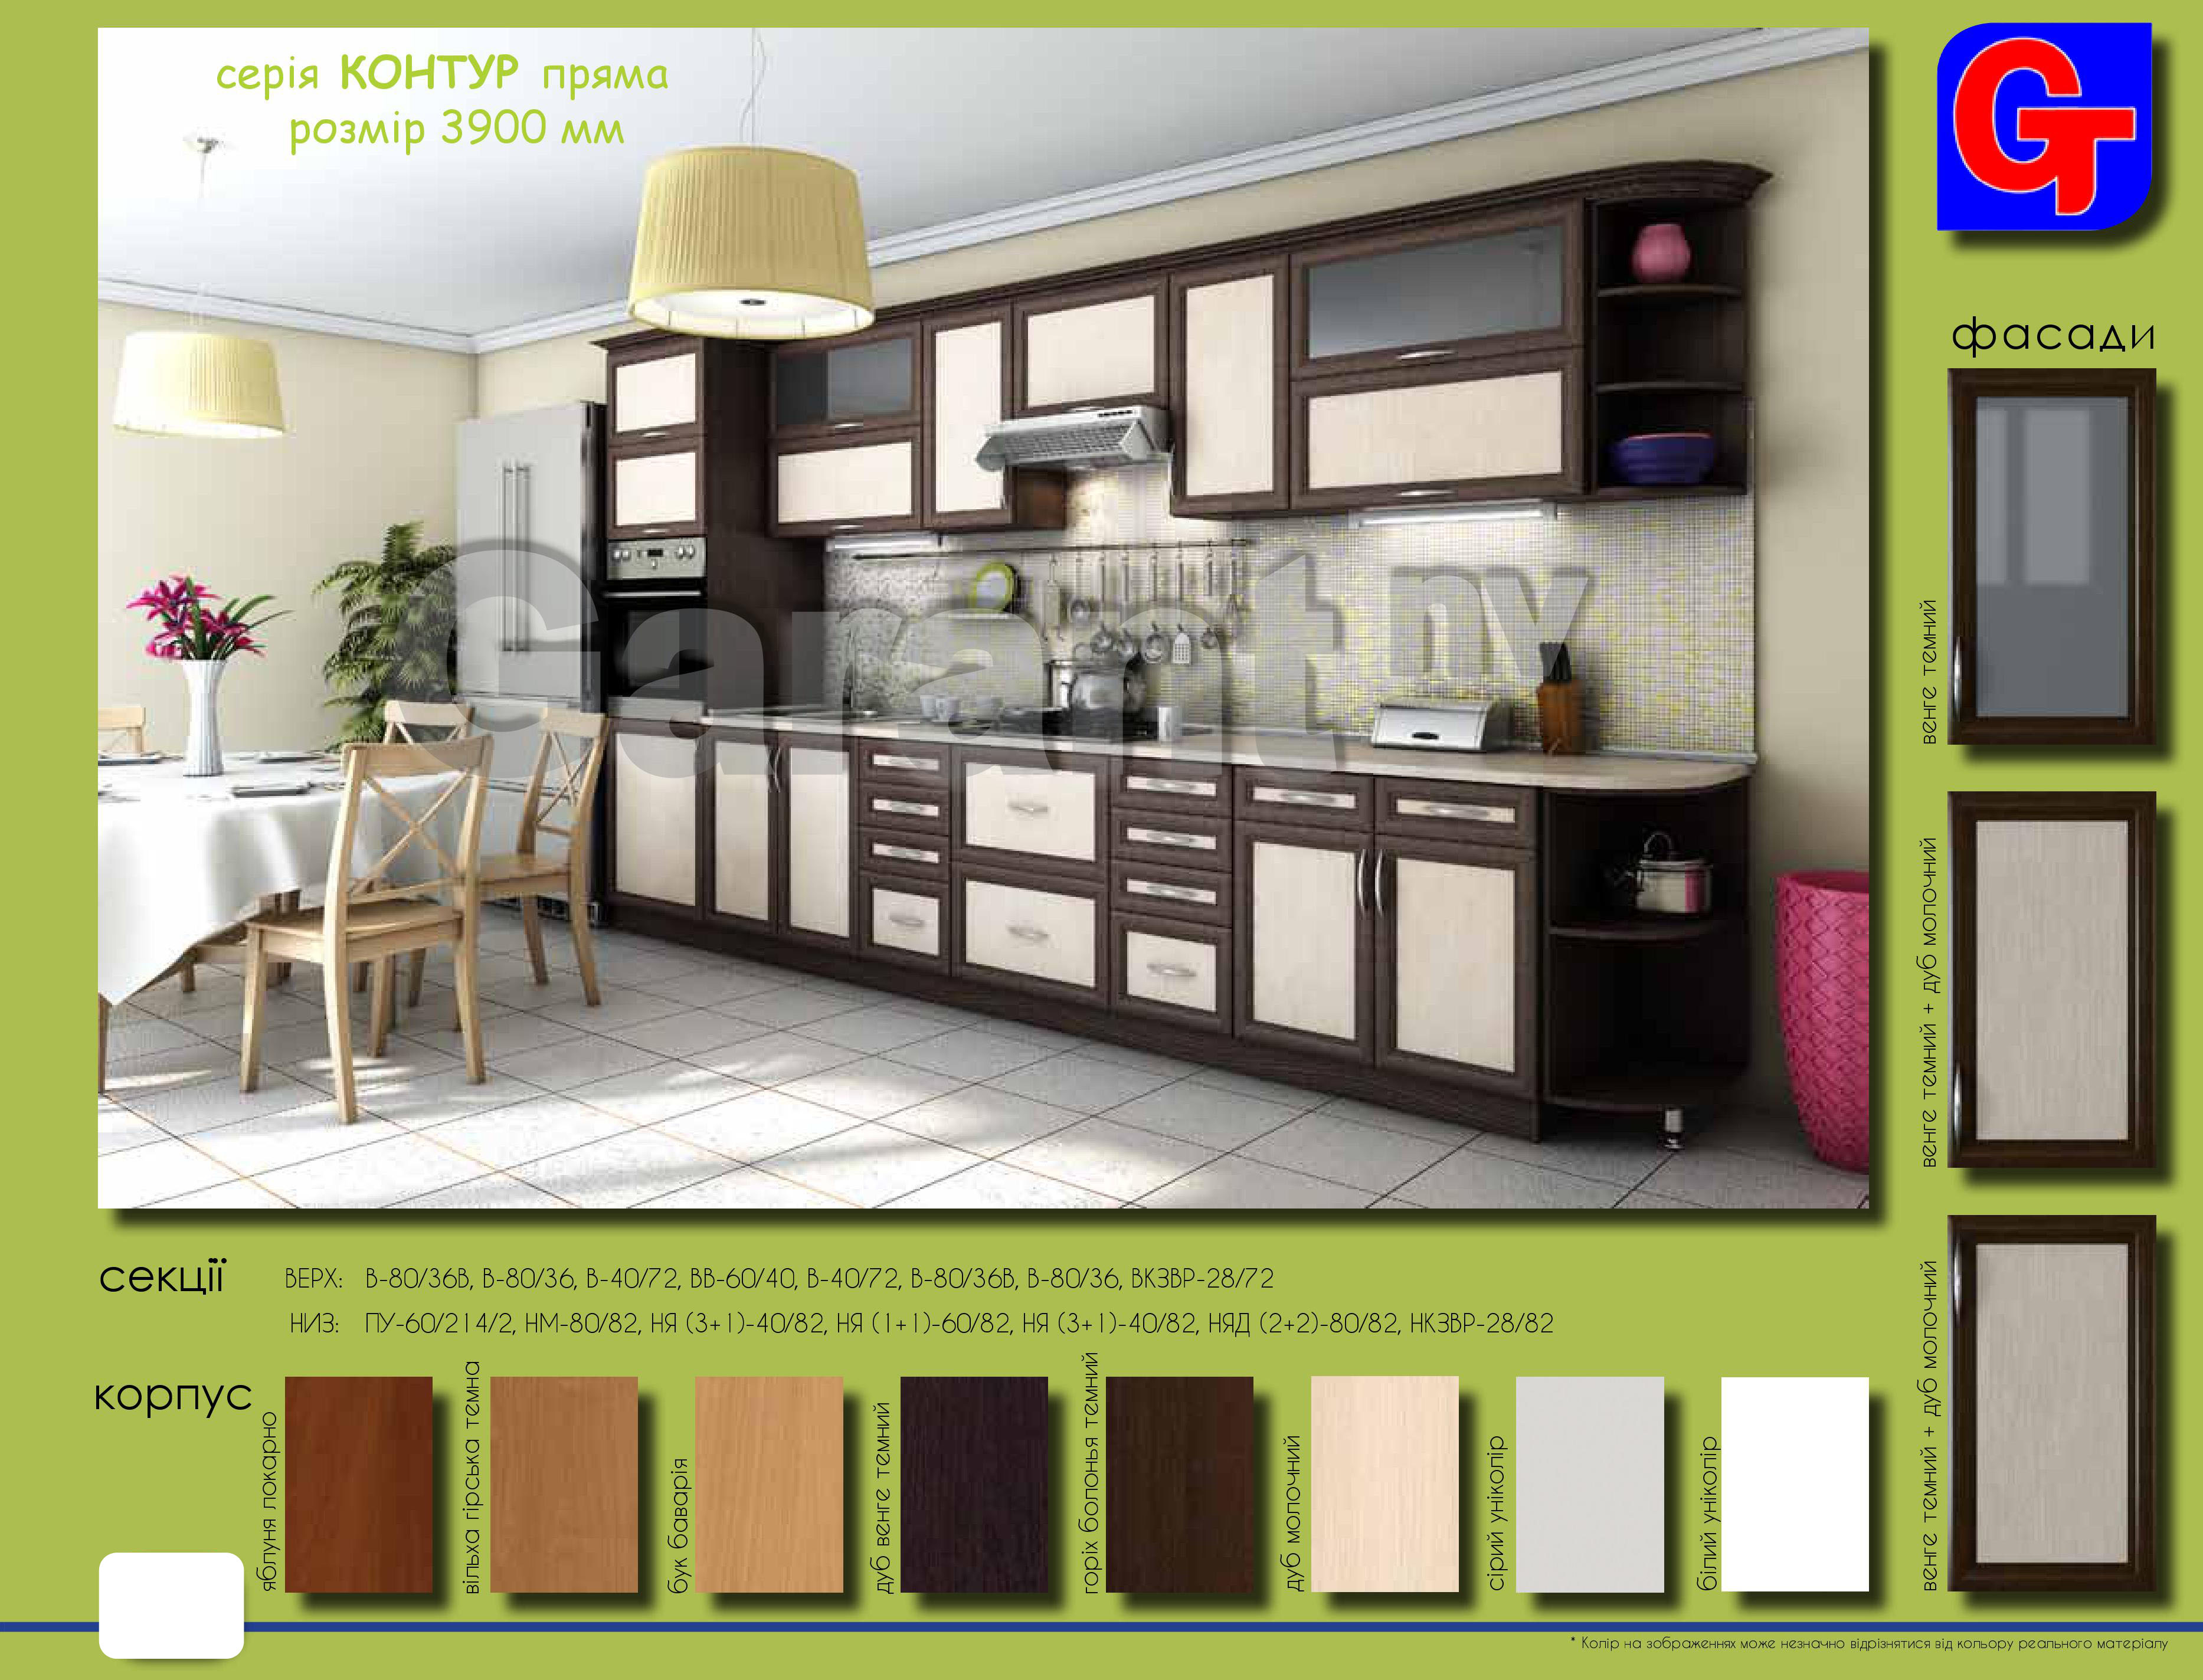 серія КОНТУР пряма
розмір 3900 мм
GT
фасади
венге темний
венге темний + дуб молочний
венге темний + дуб молочний
Garant nv
секції
ВЕРХ: В-80/36В, В-80/36, В-40/72, ВВ-60/40, В-40/72, В-80/36В, В-80/36, ВКЗВР-28/72
НИЗ: ПУ-60/214/2, НМ-80/82, НЯ (3+1)-40/82, НЯ (1+1)-60/82, НЯ (3+1)-40/82, НЯД (2+2)-80/82, НКЗВР-28/82
корпус
яблуня локарно
вільха гірська темна
бук баварія
дуб венге темний
горіх болонья темний
дуб молочний
сірий уніколір
білий уніколір
* Колір на зображеннях може незначно відрізнятися від кольору реального матеріалу